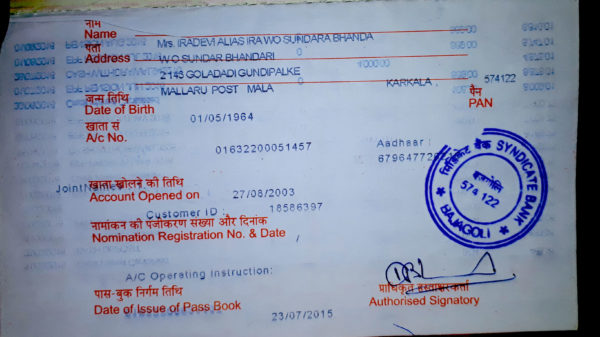 नाम
Name Mrs. IRADEVI ALIAS IRA WO SUNDARA BHANDA
पता
Address W O SUNDAR BHANDARI
2143 GOLADADI GUNDIPALKE
MALLARU POST MALA KARKALA, 574122
जन्म तिथि पैन
Date of Birth 01/05/1964 PAN
खाता सं
A/c No. 01632200051457 Aadhaar :
खाता खोलने की तिथि
Account Opened on 27/08/2003
Customer ID : 18586397
नामांकन की पंजीकरण संख्या और दिनांक
Nomination Registration No. & Date
A/C Operating Instruction:
पास-बुक निर्गम तिथि
Date of Issue of Pass Book 23/07/2015
प्राधिकृत हस्ताक्षरकर्ता
Authorised Signatory
सिंडिकेट बैंक SYNDICATE BANK
574 122
BAJAGOLI